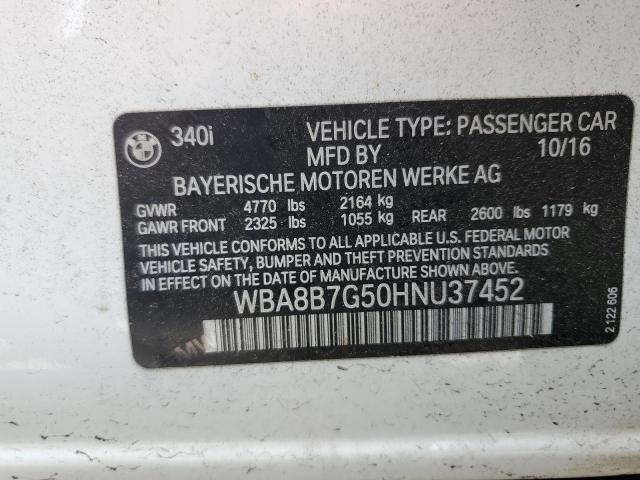 340i VEHICLE TYPE: PASSENGER CAR
MFD BY 10/16
BAYERISCHE MOTOREN WERKE AG
GVWR 4770 lbs 2164 kg
GAWR FRONT 2325 lbs 1055 kg REAR 2600 lbs 1179 kg
THIS VEHICLE CONFORMS TO ALL APPLICABLE U.S. FEDERAL MOTOR
VEHICLE SAFETY, BUMPER AND THEFT PREVENTION STANDARDS
IN EFFECT ON THE DATE OF MANUFACTURE SHOWN ABOVE.
WBA8B7G50HNU37452
2 122 606